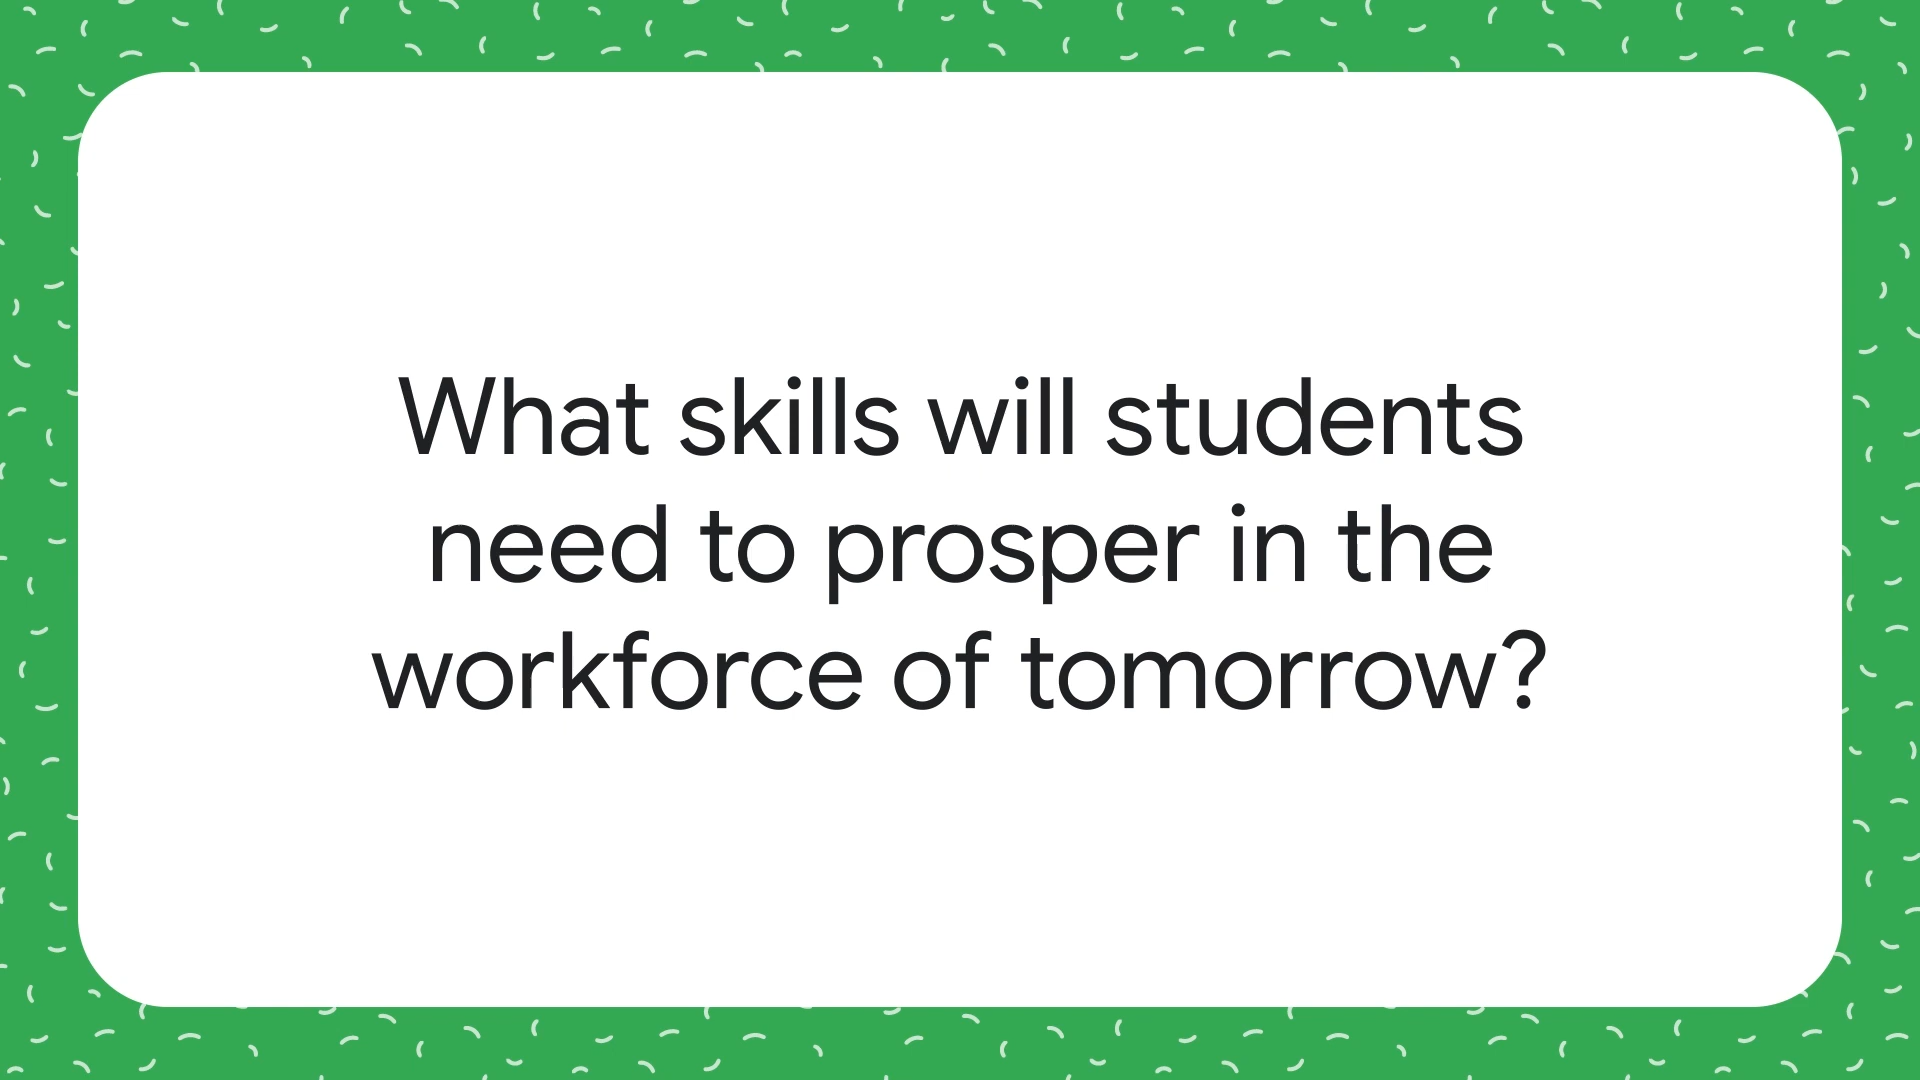 What skills will students
need to prosper in the
workforce of tomorrow?